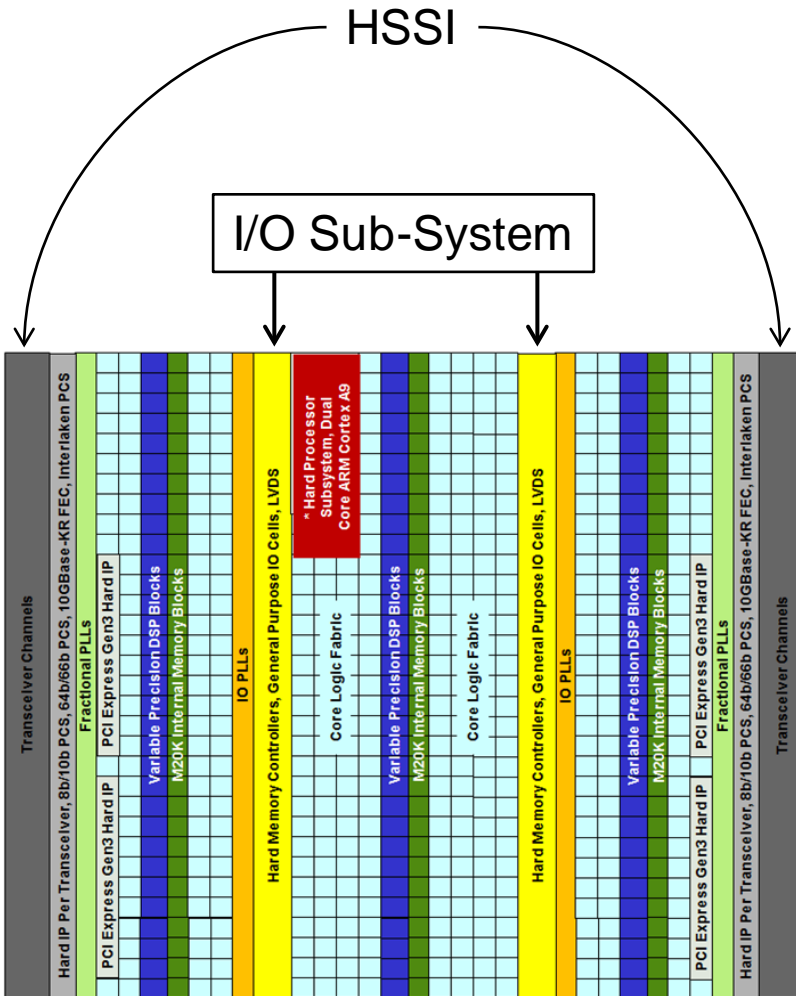 HSSI
I/O Sub-System
Transceiver Channels
Hard IP Per Transceiver, 8b/10b PCS, 64b/66b PCS, 10GBase-KR FEC, Interlaken PCS
Fractional PLLs
PCI Express Gen3 Hard IP
PCI Express Gen3 Hard IP
Variable Precision DSP Blocks
M20K Internal Memory Blocks
IO PLLs
Hard Memory Controllers, General Purpose IO Cells, LVDS
* Hard Processor
Subsystem, Dual
Core ARM Cortex A9
Core Logic Fabric
Variable Precision DSP Blocks
M20K Internal Memory Blocks
Core Logic Fabric
Hard Memory Controllers, General Purpose IO Cells, LVDS
IO PLLs
Variable Precision DSP Blocks
M20K Internal Memory Blocks
PCI Express Gen3 Hard IP
PCI Express Gen3 Hard IP
Fractional PLLs
Hard IP Per Transceiver, 8b/10b PCS, 64b/66b PCS, 10GBase-KR FEC, Interlaken PCS
Transceiver Channels